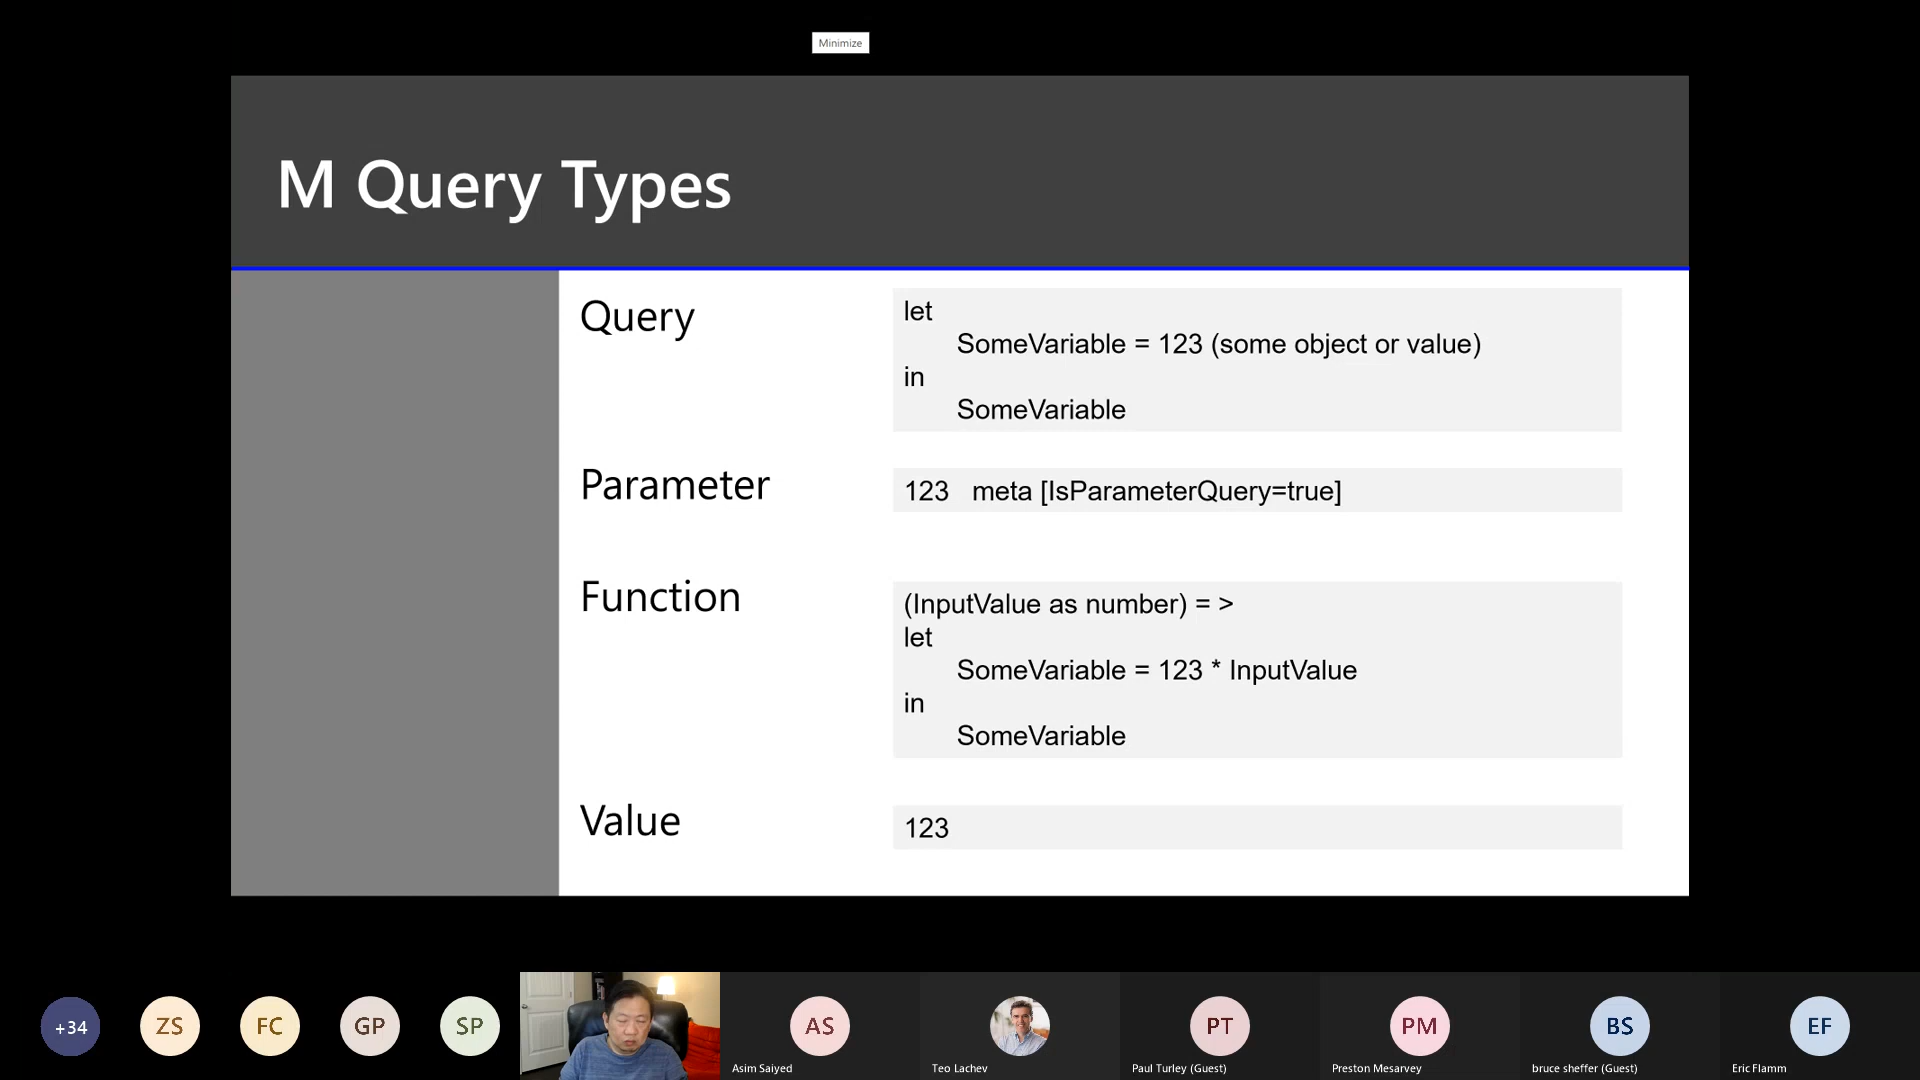 Minimize
M Query Types
Query
let
SomeVariable = 123 (some object or value)
in
SomeVariable
Parameter
123 meta [IsParameterQuery=true]
Function
(InputValue as number) = >
let
SomeVariable = 123 * InputValue
in
SomeVariable
Value
123
+34
ZS
FC
GP
SP
AS
PT
PM
BS
EF
Asim Saiyed
Teo Lachev
Paul Turley (Guest)
Preston Mesarvey
bruce sheffer (Guest)
Eric Flamm